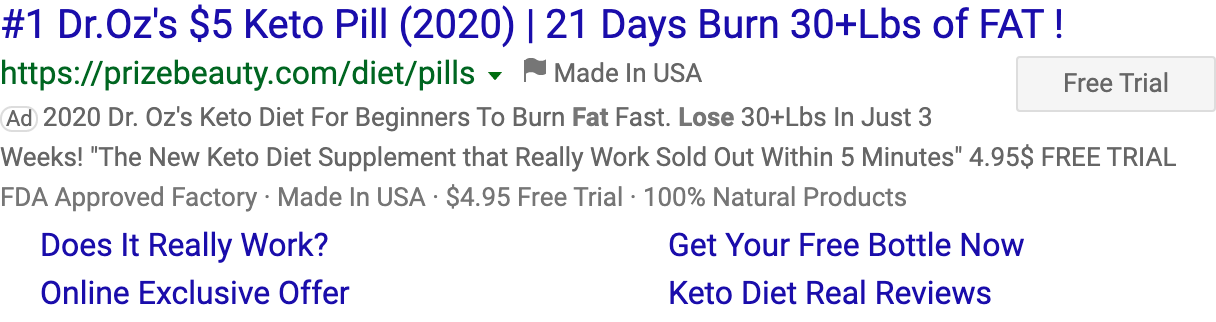 #1 Dr.Oz's $5 Keto Pill (2020) | 21 Days Burn 30+Lbs of FAT !
https://prizebeauty.com/diet/pills Made In USA
Free Trial
Ad 2020 Dr. Oz's Keto Diet For Beginners To Burn Fat Fast. Lose 30+Lbs In Just 3
Weeks! "The New Keto Diet Supplement that Really Work Sold Out Within 5 Minutes" 4.95$ FREE TRIAL
FDA Approved Factory · Made In USA · $4.95 Free Trial · 100% Natural Products
Does It Really Work? Get Your Free Bottle Now
Online Exclusive Offer Keto Diet Real Reviews